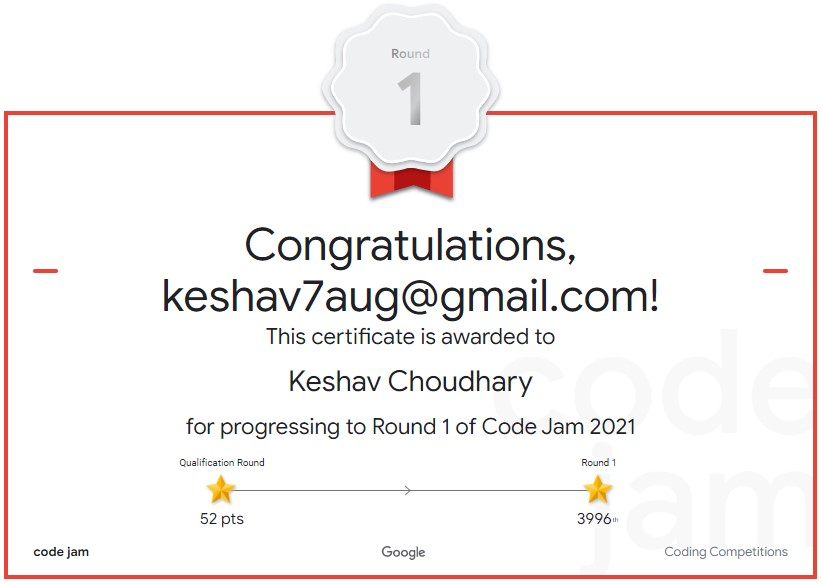 Round
1
Congratulations,
keshav7aug@gmail.com!
This certificate is awarded to
Keshav Choudhary
for progressing to Round 1 of Code Jam 2021
Qualification Round
Round 1
52 pts
3996th
code jam
Google
Coding Competitions
code
jam